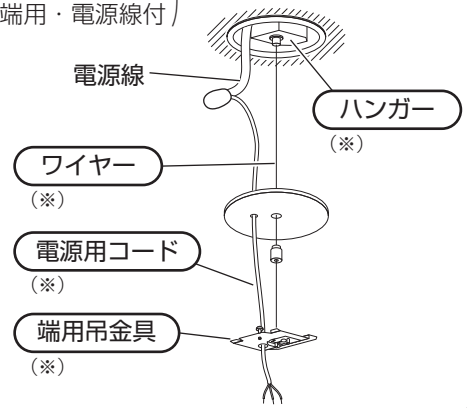 端用・電源線付
電源線
ハンガー
(※)
ワイヤー
(※)
電源用コード
(※)
端用吊金具
(※)